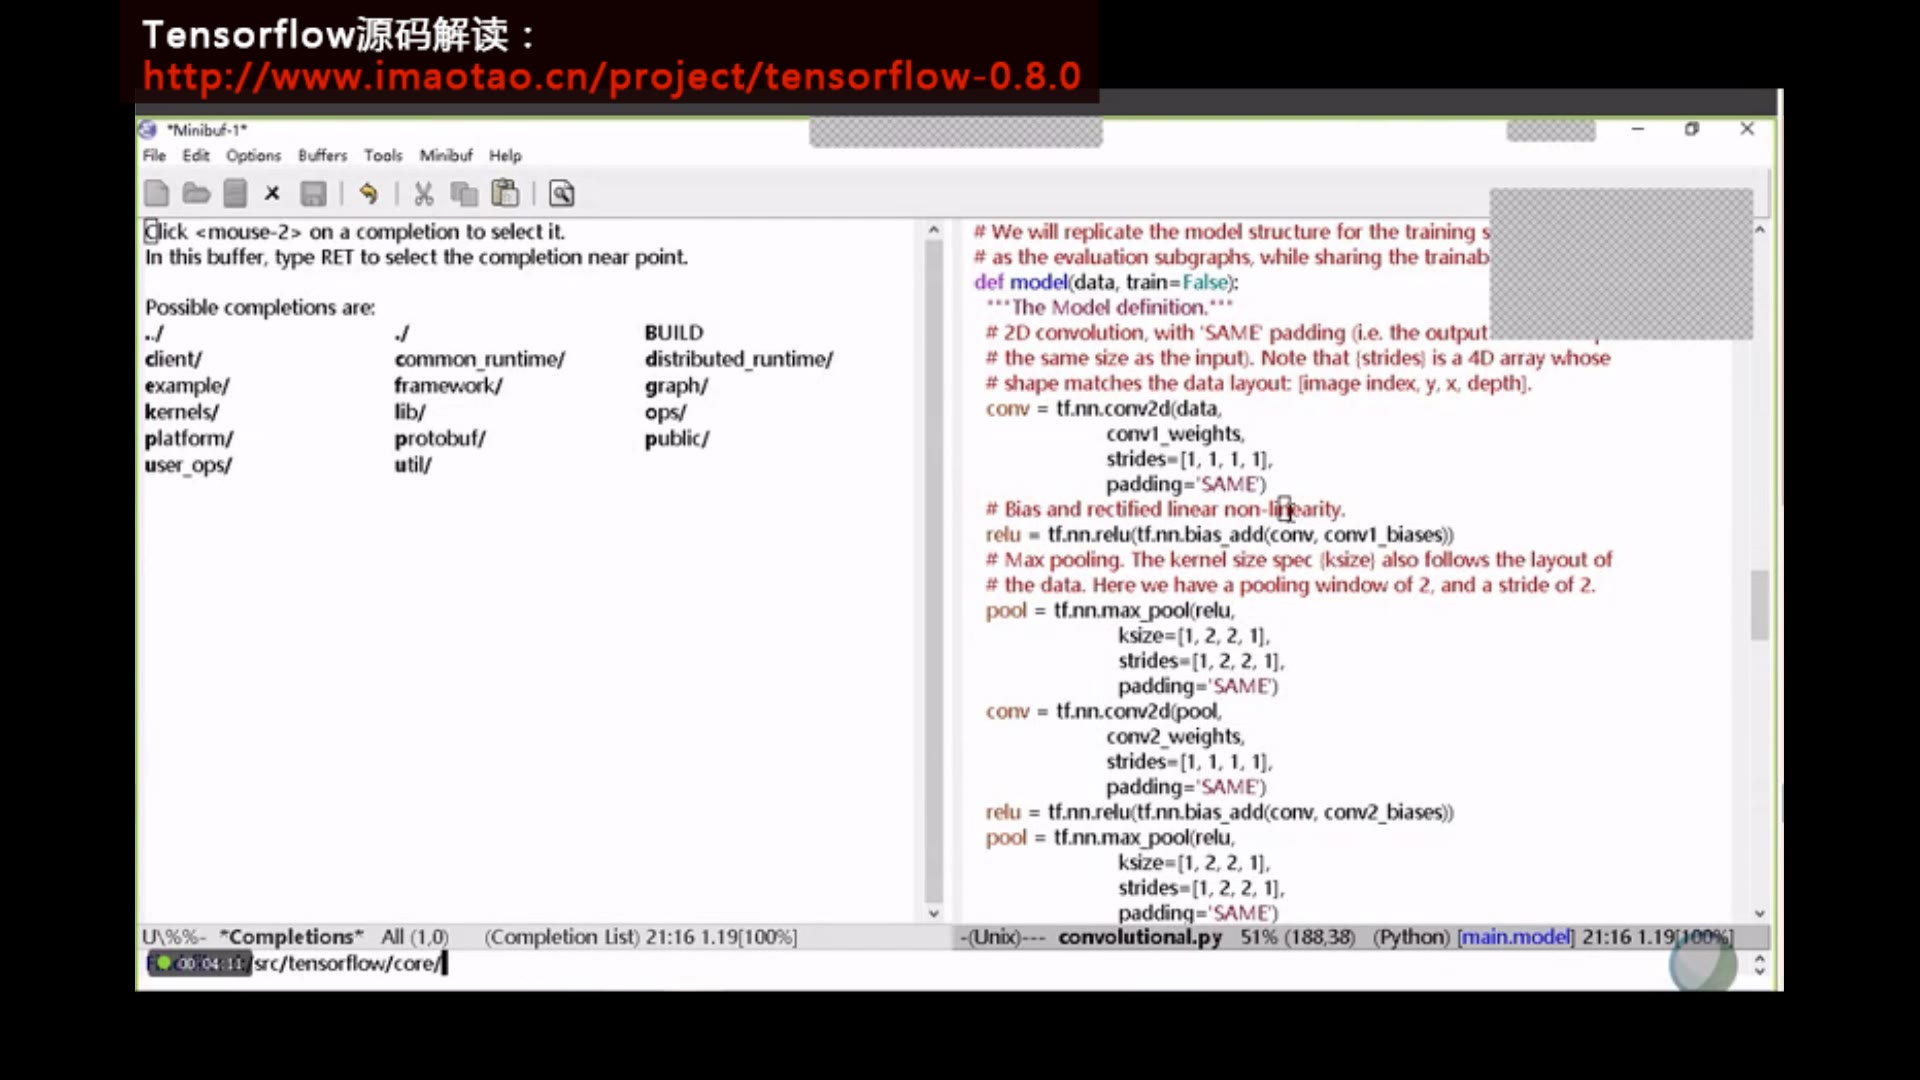 Tensorflow源码解读：
http://www.imaotao.cn/project/tensorflow-0.8.0
*Minibuf-1*
File Edit Options Buffers Tools Minibuf Help
Click <mouse-2> on a completion to select it.
In this buffer, type RET to select the completion near point.
Possible completions are:
../ ./ BUILD
client/ common_runtime/ distributed_runtime/
example/ framework/ graph/
kernels/ lib/ ops/
platform/ protobuf/ public/
user_ops/ util/
U\%%- *Completions* All (1,0) (Completion List) 21:16 1.19[100%]
00:04:11 /src/tensorflow/core/
# We will replicate the model structure for the training s
# as the evaluation subgraphs, while sharing the trainab
def model(data, train=False):
"""The Model definition."""
# 2D convolution, with 'SAME' padding (i.e. the output
# the same size as the input). Note that {strides} is a 4D array whose
# shape matches the data layout: [image index, y, x, depth].
conv = tf.nn.conv2d(data,
conv1_weights,
strides=[1, 1, 1, 1],
padding='SAME')
# Bias and rectified linear non-linearity.
relu = tf.nn.relu(tf.nn.bias_add(conv, conv1_biases))
# Max pooling. The kernel size spec {ksize} also follows the layout of
# the data. Here we have a pooling window of 2, and a stride of 2.
pool = tf.nn.max_pool(relu,
ksize=[1, 2, 2, 1],
strides=[1, 2, 2, 1],
padding='SAME')
conv = tf.nn.conv2d(pool,
conv2_weights,
strides=[1, 1, 1, 1],
padding='SAME')
relu = tf.nn.relu(tf.nn.bias_add(conv, conv2_biases))
pool = tf.nn.max_pool(relu,
ksize=[1, 2, 2, 1],
strides=[1, 2, 2, 1],
padding='SAME')
-(Unix)--- convolutional.py 51% (188,38) (Python) [main.model] 21:16 1.19[100%]